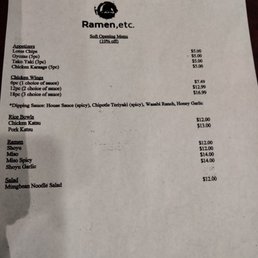 Ramen,etc.
Soft Opening Menu
(10% off)
Appetizers
Lotus Chips $5.00
Gyozas (5pc) $5.00
Tako Yaki (3pc) $5.00
Chicken Karaage (5pc) $5.00
Chicken Wings
6pc (1 choice of sauce) $7.49
12pc (2 choice of sauce) $12.99
18pc (3 choice of sauce) $16.99
*Dipping Sauce: House Sauce (spicy), Chipotle Teriyaki (spicy), Wasabi Ranch, Honey Garlic
Rice Bowls
Chicken Katsu $12.00
Pork Katsu $13.00
Ramen
Shoyu $12.00
Miso $12.00
Miso Spicy $14.00
Shoyu Garlic $14.00
Salad
Mungbean Noodle Salad $12.00